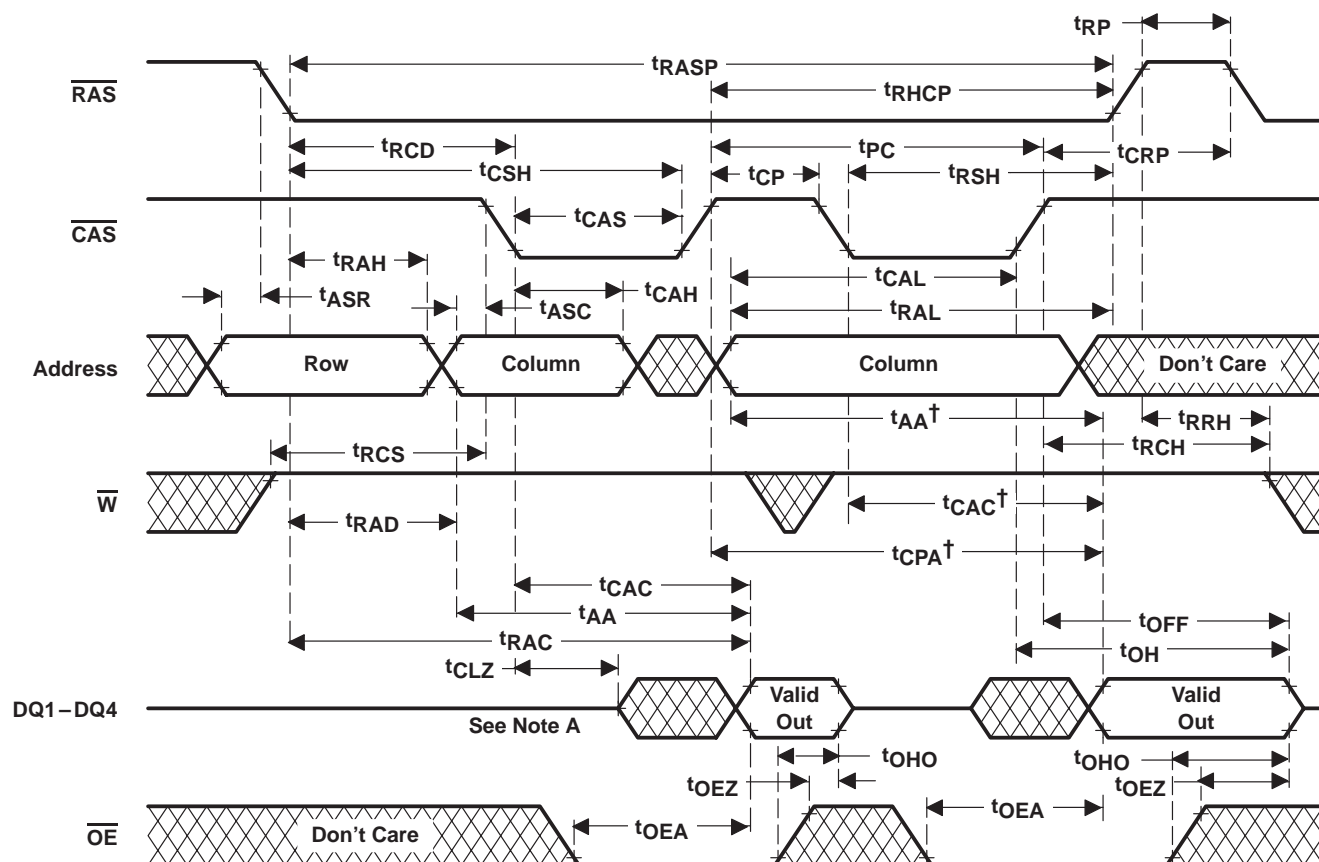 tRP
RAS
tRASP
tRHCP
tRCD
tPC
tCRP
tCSH
tCP
tRSH
CAS
tCAS
tRAH
tCAL
tASR
tASC
tCAH
tRAL
Address
Row
Column
Column
Don't Care
tAA†
tRRH
tRCS
tRCH
W
tRAD
tCAC†
tCPA†
tCAC
tAA
tOFF
tRAC
tOH
tCLZ
DQ1–DQ4
See Note A
Valid Out
Valid Out
tOHO
tOHO
tOEZ
tOEZ
OE
Don't Care
tOEA
tOEA